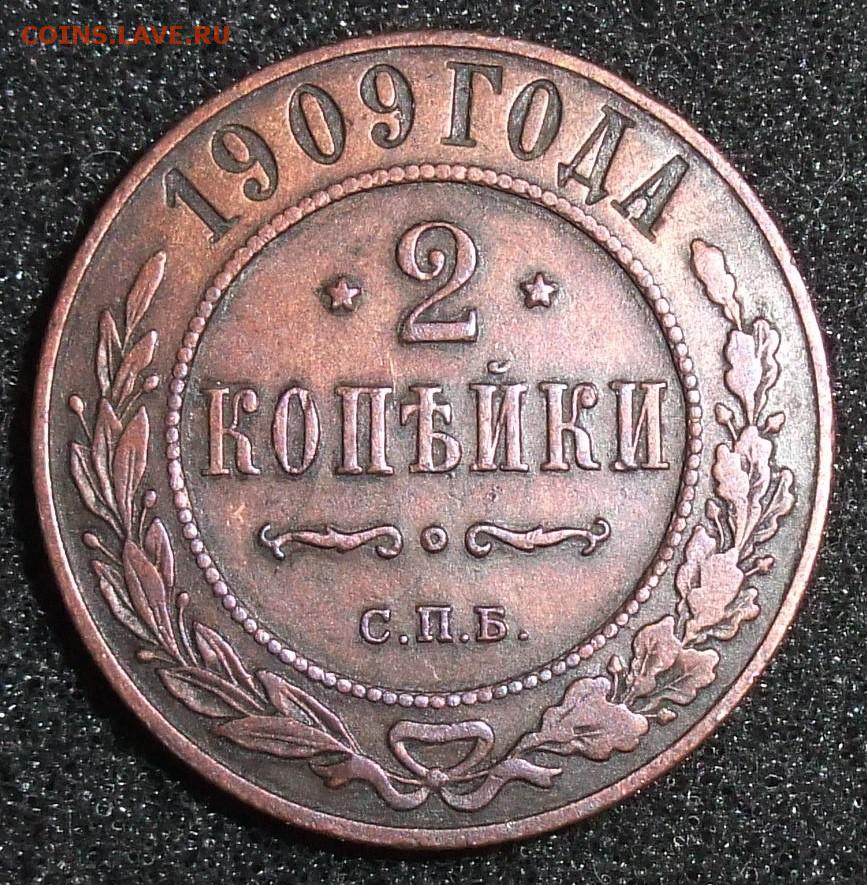 COINS.LAVE.RU
1909 ГОДА
2
КОПѢЙКИ
С.П.Б.